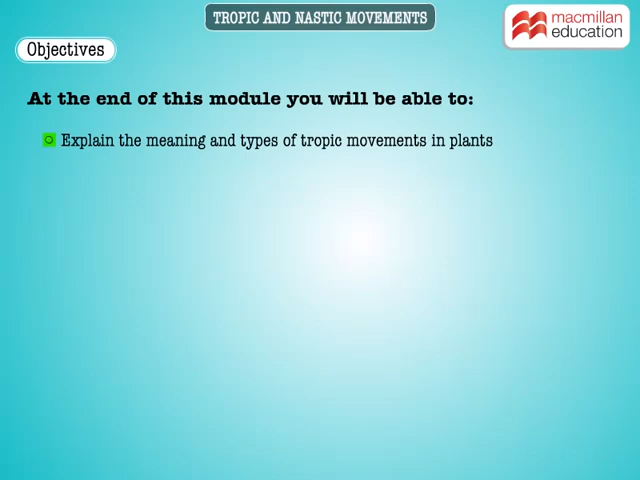 TROPIC AND NASTIC MOVEMENTS
macmillan
education
Objectives
At the end of this module you will be able to:
Explain the meaning and types of tropic movements in plants